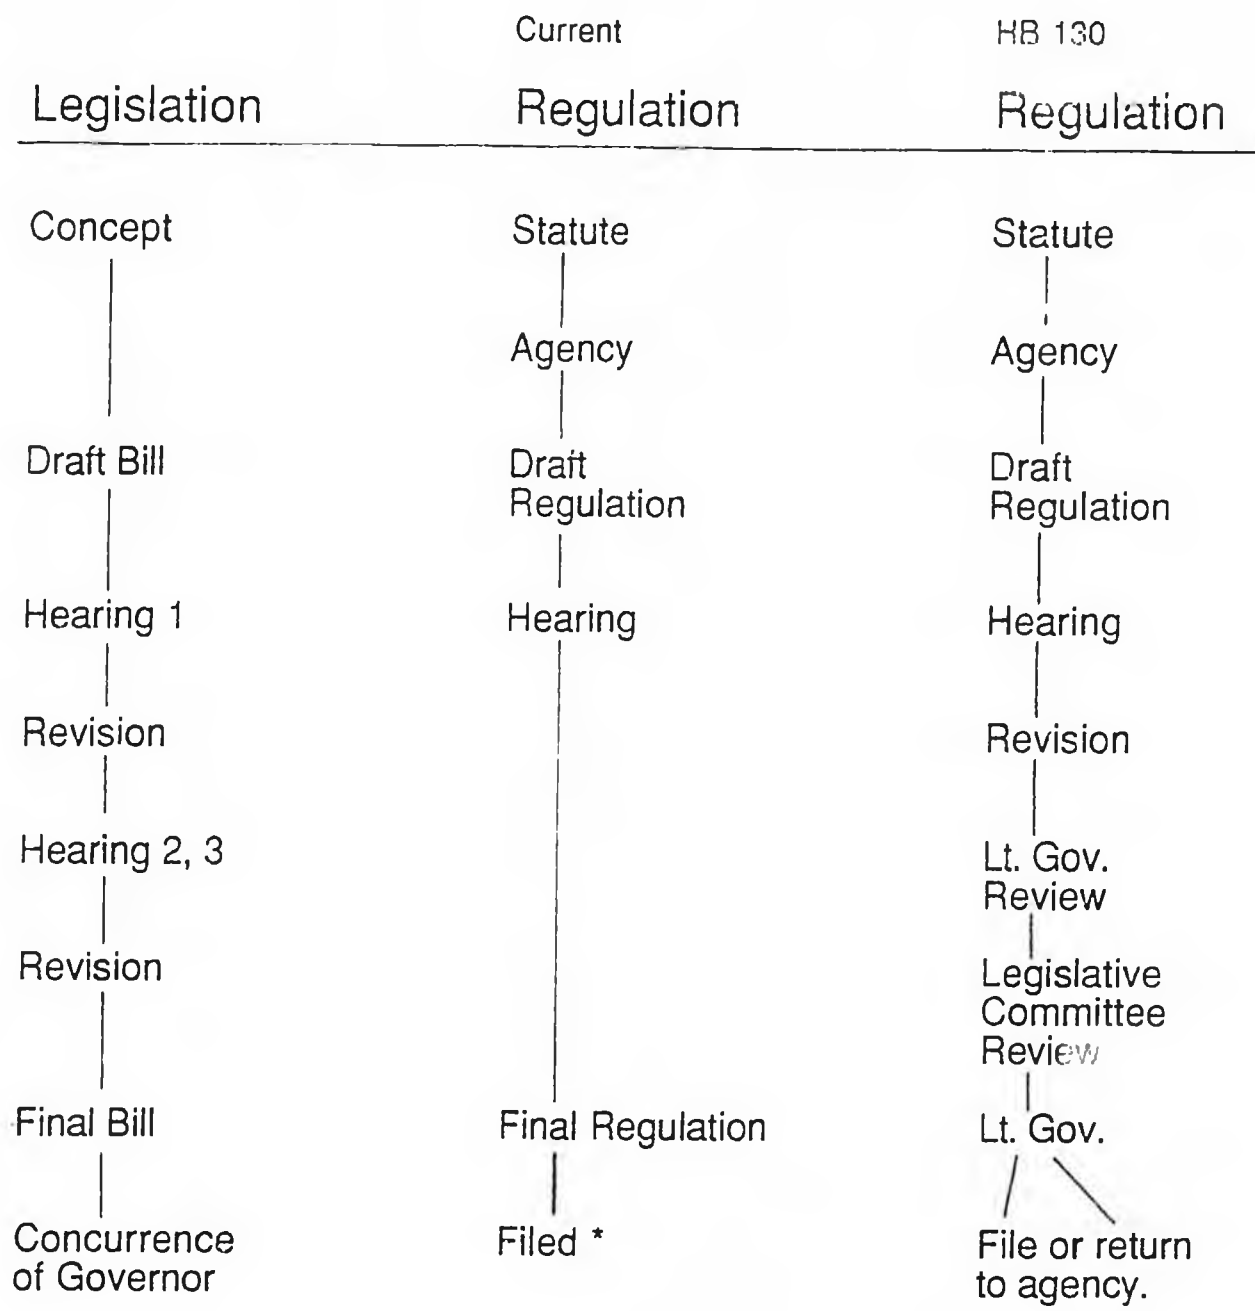 Current
HB 130
Legislation
Regulation
Regulation
Concept
Statute
Statute
Agency
Agency
Draft Bill
Draft
Regulation
Draft
Regulation
Hearing 1
Hearing
Hearing
Revision
Revision
Hearing 2, 3
Lt. Gov.
Review
Revision
Legislative
Committee
Review
Final Bill
Final Regulation
Lt. Gov.
Concurrence
of Governor
Filed *
File or return
to agency.